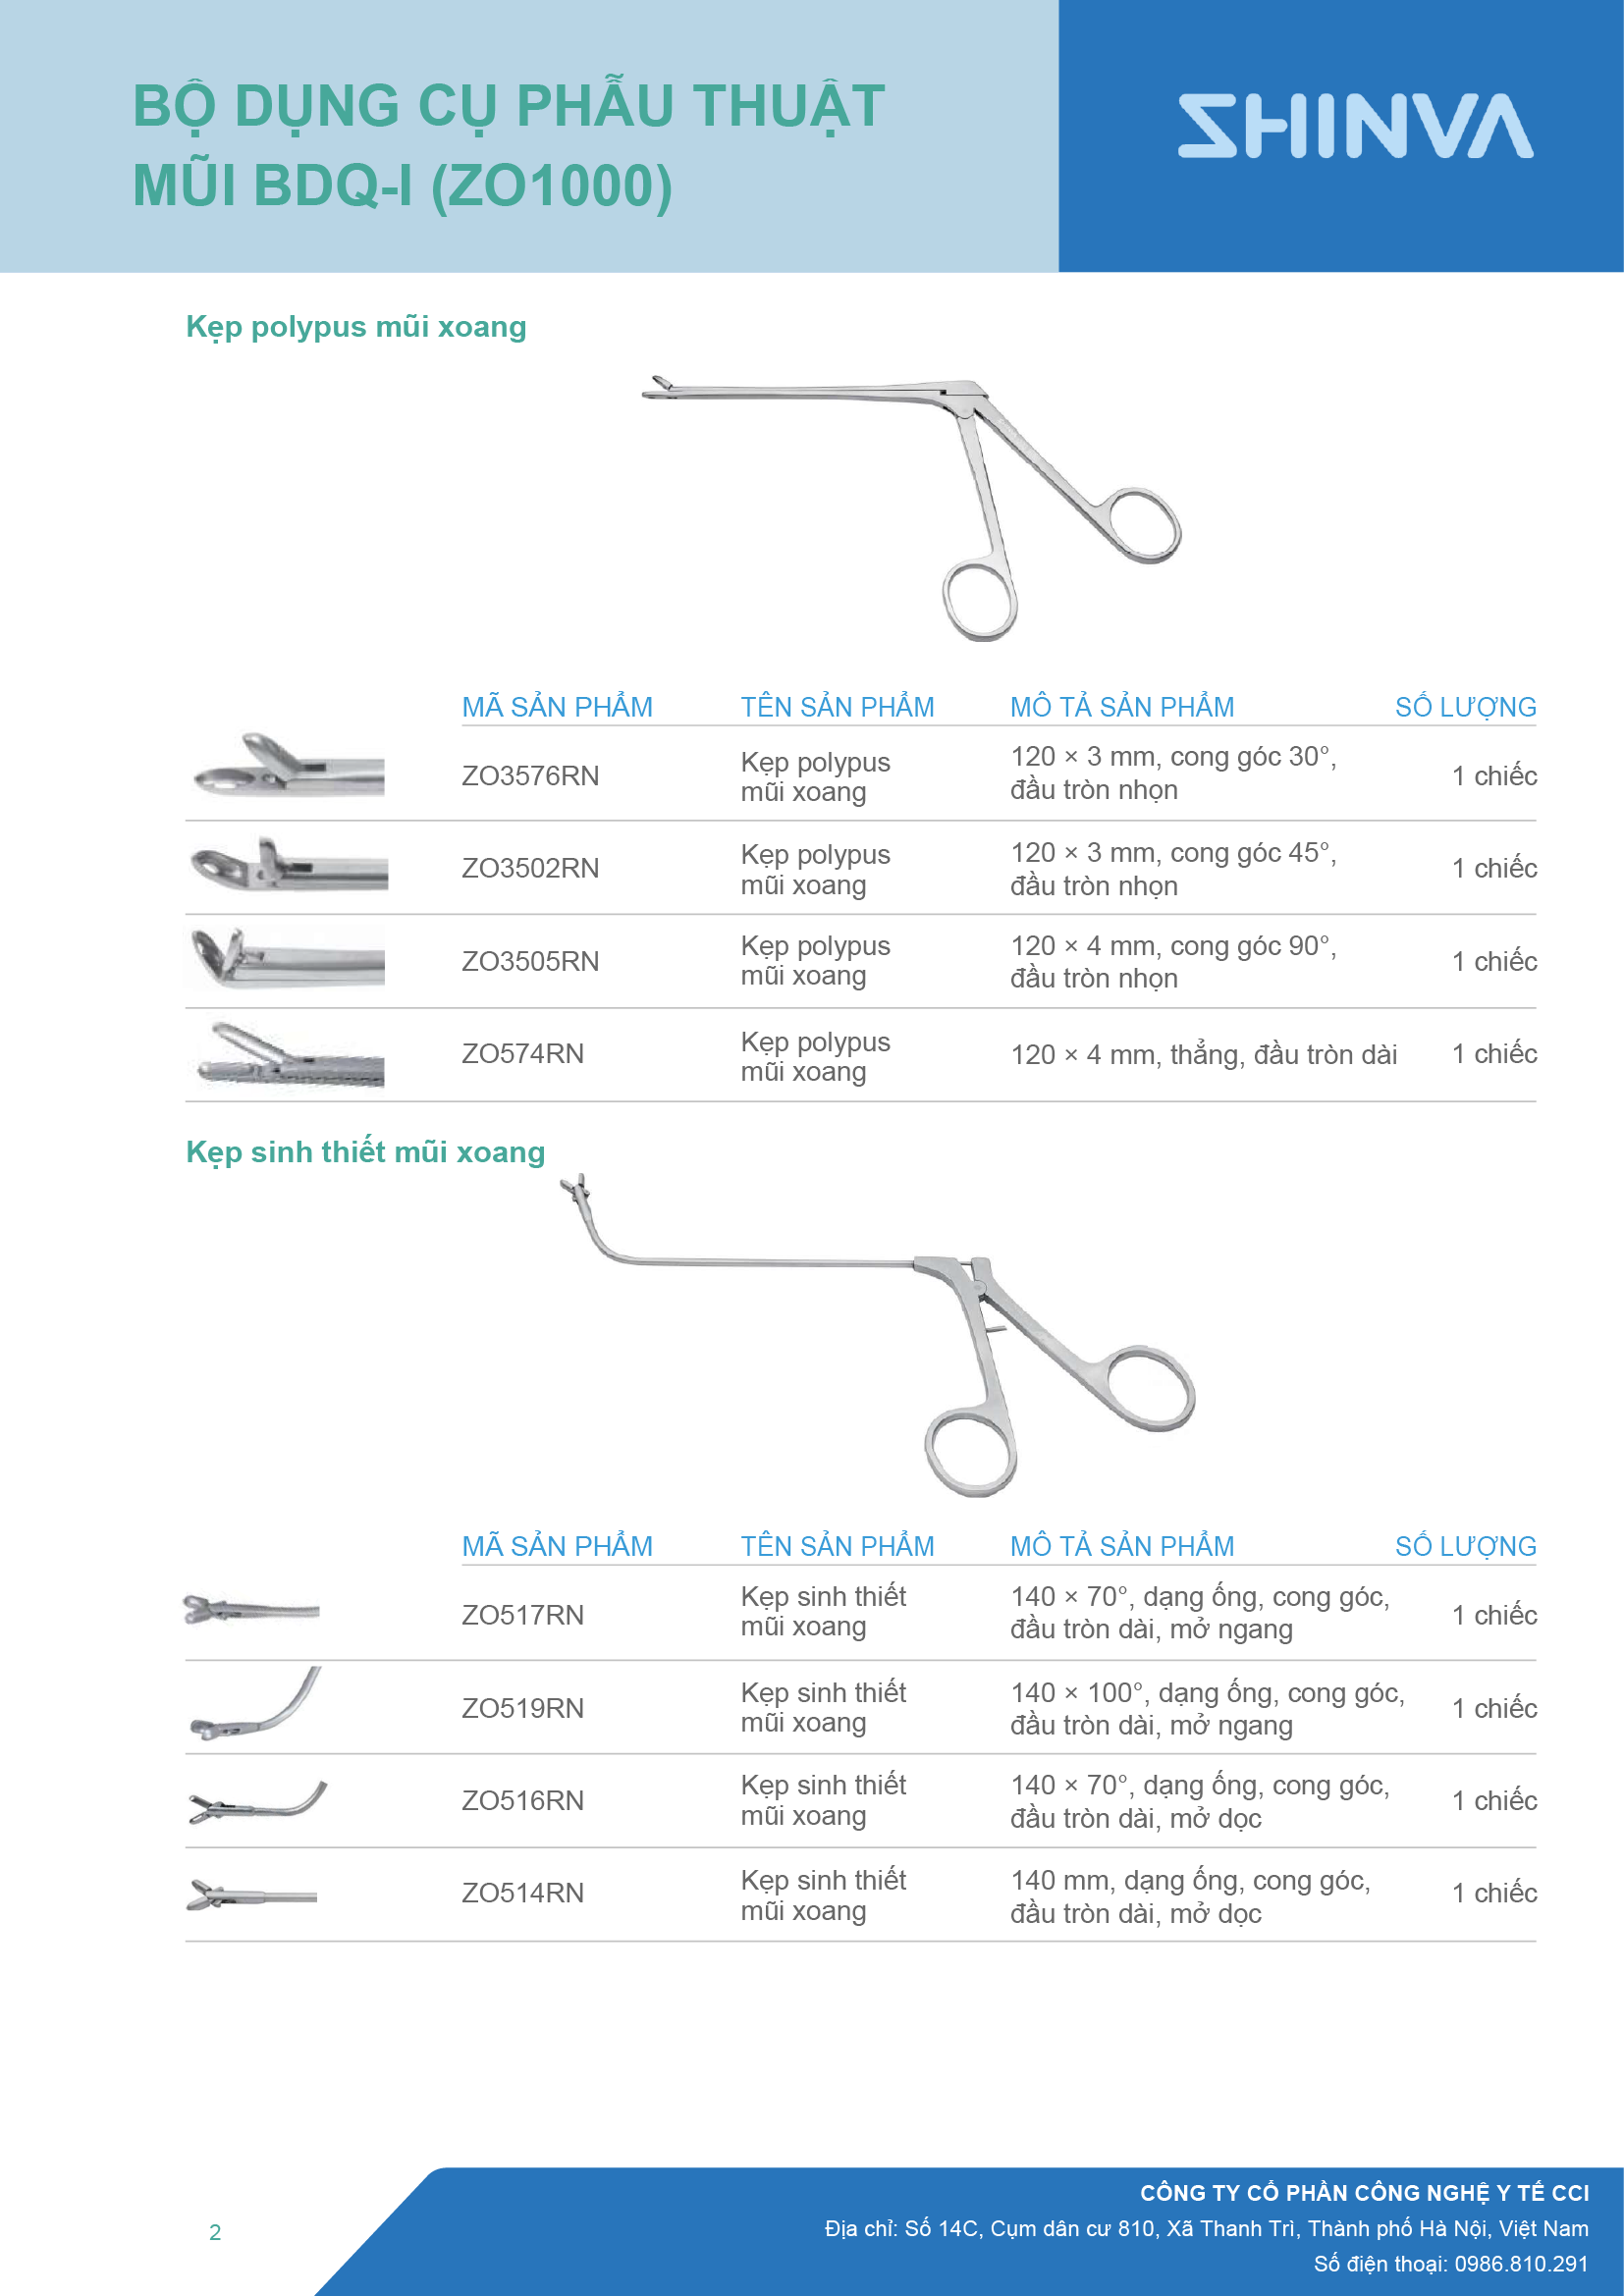 BỘ DỤNG CỤ PHẪU THUẬT
MŨI BDQ-I (ZO1000)
SHINVA
Kẹp polypus mũi xoang
MÃ SẢN PHẨM TÊN SẢN PHẨM MÔ TẢ SẢN PHẨM SỐ LƯỢNG
ZO3576RN Kẹp polypus mũi xoang 120 × 3 mm, cong góc 30°, đầu tròn nhọn 1 chiếc
ZO3502RN Kẹp polypus mũi xoang 120 × 3 mm, cong góc 45°, đầu tròn nhọn 1 chiếc
ZO3505RN Kẹp polypus mũi xoang 120 × 4 mm, cong góc 90°, đầu tròn nhọn 1 chiếc
ZO574RN Kẹp polypus mũi xoang 120 × 4 mm, thẳng, đầu tròn dài 1 chiếc
Kẹp sinh thiết mũi xoang
MÃ SẢN PHẨM TÊN SẢN PHẨM MÔ TẢ SẢN PHẨM SỐ LƯỢNG
ZO517RN Kẹp sinh thiết mũi xoang 140 × 70°, dạng ống, cong góc, đầu tròn dài, mở ngang 1 chiếc
ZO519RN Kẹp sinh thiết mũi xoang 140 × 100°, dạng ống, cong góc, đầu tròn dài, mở ngang 1 chiếc
ZO516RN Kẹp sinh thiết mũi xoang 140 × 70°, dạng ống, cong góc, đầu tròn dài, mở dọc 1 chiếc
ZO514RN Kẹp sinh thiết mũi xoang 140 mm, dạng ống, cong góc, đầu tròn dài, mở dọc 1 chiếc
CÔNG TY CỔ PHẦN CÔNG NGHỆ Y TẾ CCI
Địa chỉ: Số 14C, Cụm dân cư 810, Xã Thanh Trì, Thành phố Hà Nội, Việt Nam
Số điện thoại: 0986.810.291
2